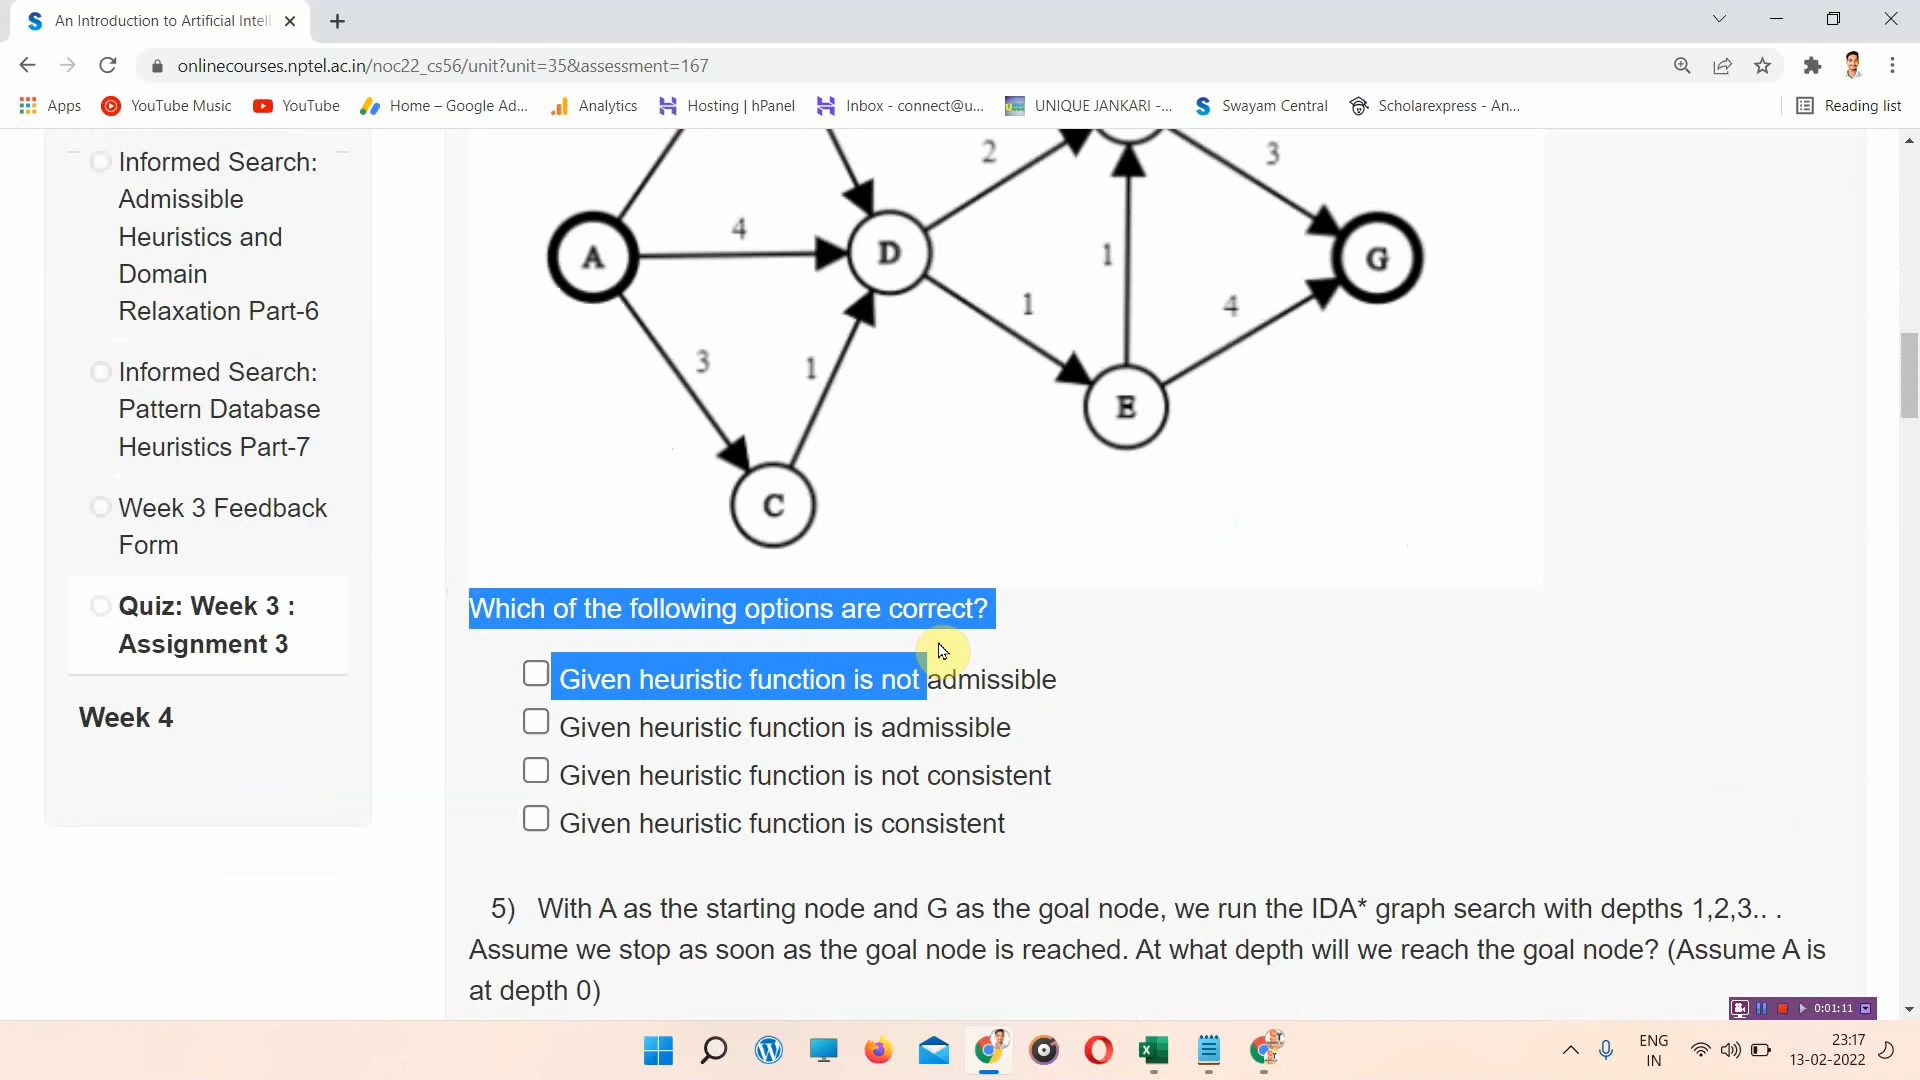 An Introduction to Artificial Intell
onlinecourses.nptel.ac.in/noc22_cs56/unit?unit=35&assessment=167
Apps YouTube Music YouTube Home – Google Ad... Analytics Hosting | hPanel Inbox - connect@u... UNIQUE JANKARI -... Swayam Central Scholarexpress - An... Reading list
Informed Search:
Admissible
Heuristics and
Domain
Relaxation Part-6
Informed Search:
Pattern Database
Heuristics Part-7
Week 3 Feedback
Form
Quiz: Week 3 :
Assignment 3
Week 4
2 3
A 4 D 1 G
1 4
3 1 E
C
Which of the following options are correct?
Given heuristic function is not admissible
Given heuristic function is admissible
Given heuristic function is not consistent
Given heuristic function is consistent
5) With A as the starting node and G as the goal node, we run the IDA* graph search with depths 1,2,3.. .
Assume we stop as soon as the goal node is reached. At what depth will we reach the goal node? (Assume A is
at depth 0)
0:01:11
ENG
IN
23:17
13-02-2022